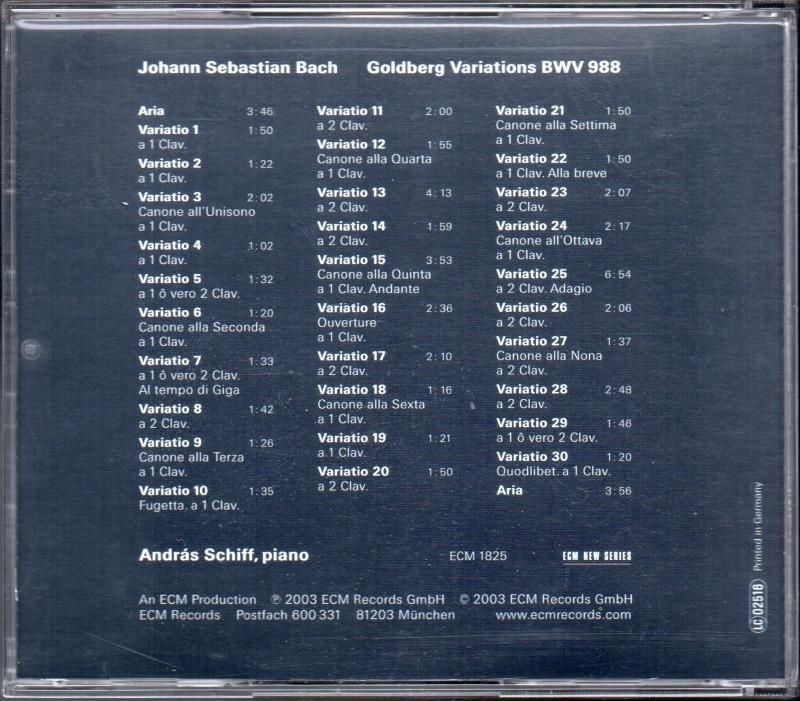 Johann Sebastian Bach Goldberg Variations BWV 988
Aria 3:46
Variatio 1 1:50
a 1 Clav.
Variatio 2 1:22
a 1 Clav.
Variatio 3 2:02
Canone all'Unisono
a 1 Clav.
Variatio 4 1:02
a 1 Clav.
Variatio 5 1:32
a 1 ô vero 2 Clav.
Variatio 6 1:20
Canone alla Seconda
a 1 Clav.
Variatio 7 1:33
a 1 ô vero 2 Clav.
Al tempo di Giga
Variatio 8 1:42
a 2 Clav.
Variatio 9 1:26
Canone alla Terza
a 1 Clav.
Variatio 10 1:35
Fugetta. a 1 Clav.
Variatio 11 2:00
a 2 Clav.
Variatio 12 1:55
Canone alla Quarta
a 1 Clav.
Variatio 13 4:13
a 2 Clav.
Variatio 14 1:59
a 2 Clav.
Variatio 15 3:53
Canone alla Quinta
a 1 Clav. Andante
Variatio 16 2:36
Ouverture
a 1 Clav.
Variatio 17 2:10
a 2 Clav.
Variatio 18 1:16
Canone alla Sexta
a 1 Clav.
Variatio 19 1:21
a 1 Clav.
Variatio 20 1:50
a 2 Clav.
Variatio 21 1:50
Canone alla Settima
a 1 Clav.
Variatio 22 1:50
a 1 Clav. Alla breve
Variatio 23 2:07
a 2 Clav.
Variatio 24 2:17
Canone all'Ottava
a 1 Clav.
Variatio 25 6:54
a 2 Clav. Adagio
Variatio 26 2:06
a 2 Clav.
Variatio 27 1:37
Canone alla Nona
a 2 Clav.
Variatio 28 2:48
a 2 Clav.
Variatio 29 1:46
a 1 ô vero 2 Clav.
Variatio 30 1:20
Quodlibet. a 1 Clav.
Aria 3:56
András Schiff, piano ECM 1825 ECM NEW SERIES
An ECM Production ℗ 2003 ECM Records GmbH © 2003 ECM Records GmbH
ECM Records Postfach 600 331 81203 München www.ecmrecords.com
LC 02516 Printed in Germany